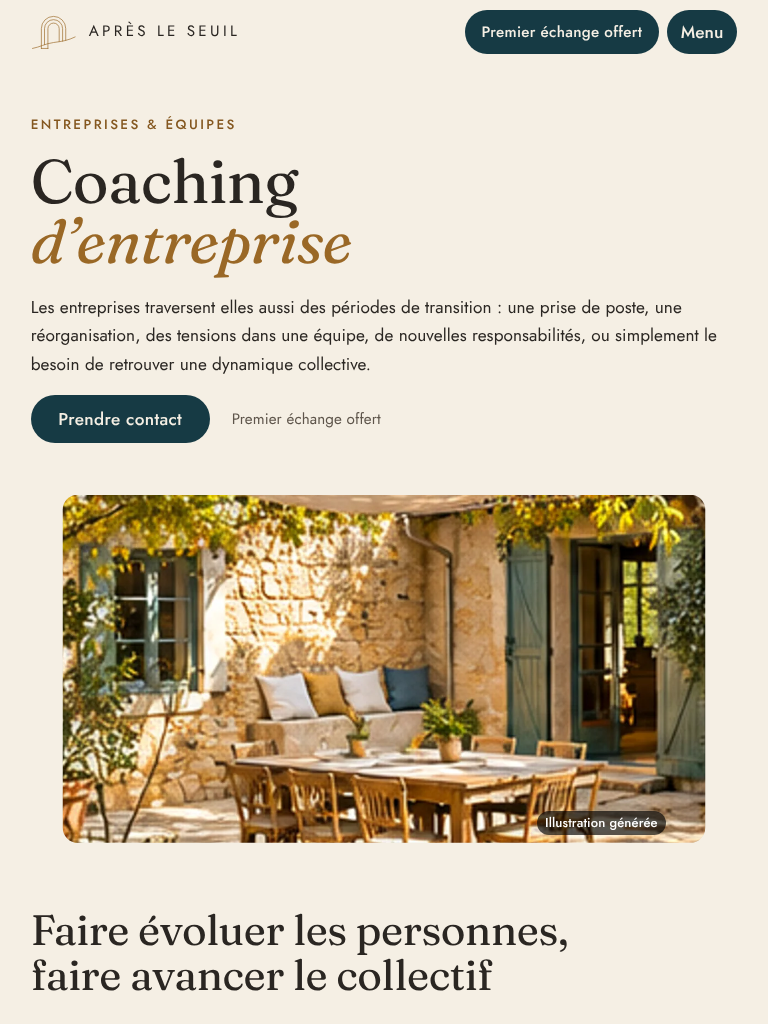 APRÈS LE SEUIL
Premier échange offert
Menu
ENTREPRISES & ÉQUIPES
Coaching
d’entreprise
Les entreprises traversent elles aussi des périodes de transition : une prise de poste, une
réorganisation, des tensions dans une équipe, de nouvelles responsabilités, ou simplement le
besoin de retrouver une dynamique collective.
Prendre contact
Premier échange offert
Illustration générée
Faire évoluer les personnes,
faire avancer le collectif